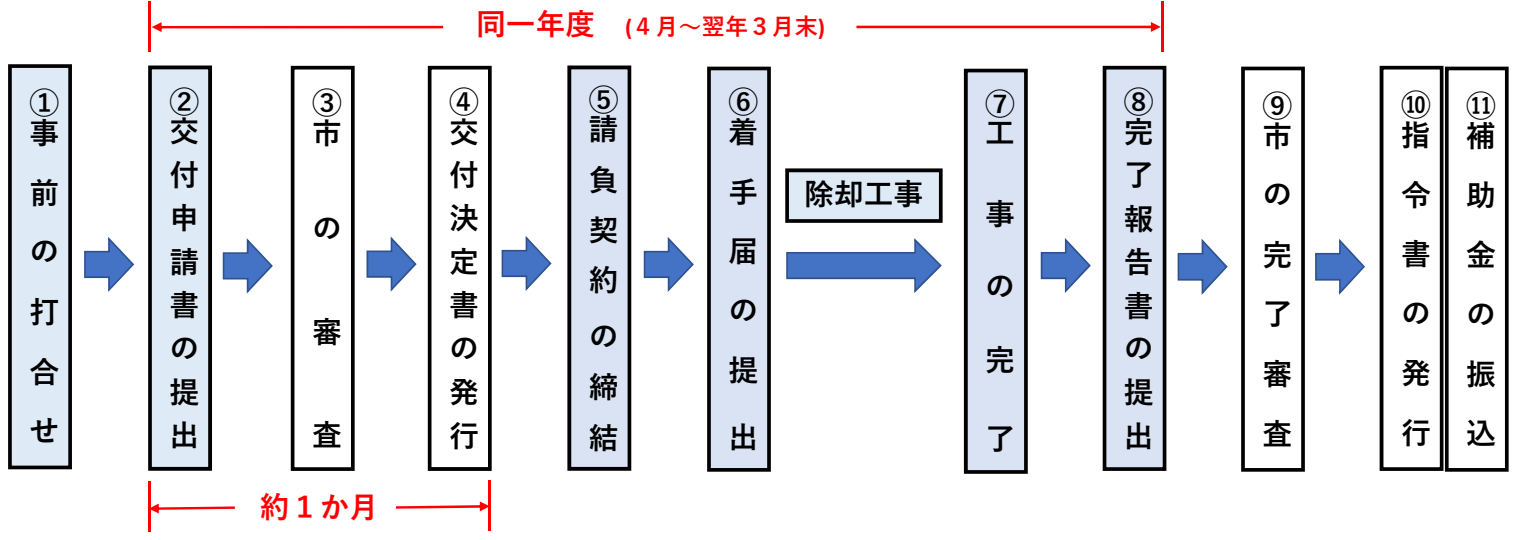 同一年度 (４月～翌年３月末)
①事前の打合せ
②交付申請書の提出
③市の審査
④交付決定書の発行
⑤請負契約の締結
⑥着手届の提出
除却工事
⑦工事の完了
⑧完了報告書の提出
⑨市の完了審査
⑩指令書の発行
⑪補助金の振込
約１か月